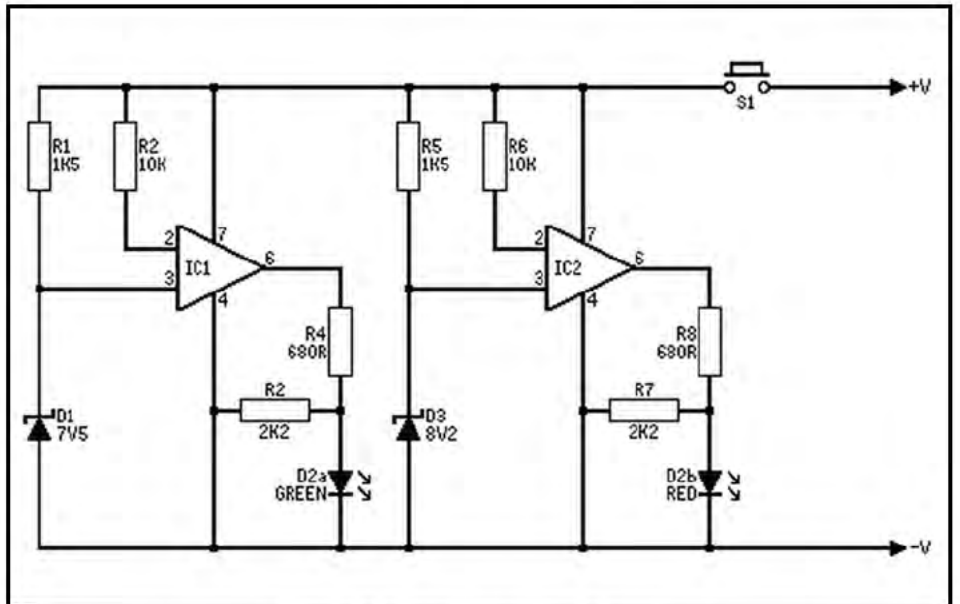 +V
S1
R1
1K5
R2
10K
R5
1K5
R6
10K
2
7
IC1
6
3
4
2
7
IC2
6
3
4
R4
680R
R8
680R
R2
2K2
R7
2K2
D1
7V5
D3
8V2
D2a
GREEN
D2b
RED
-V